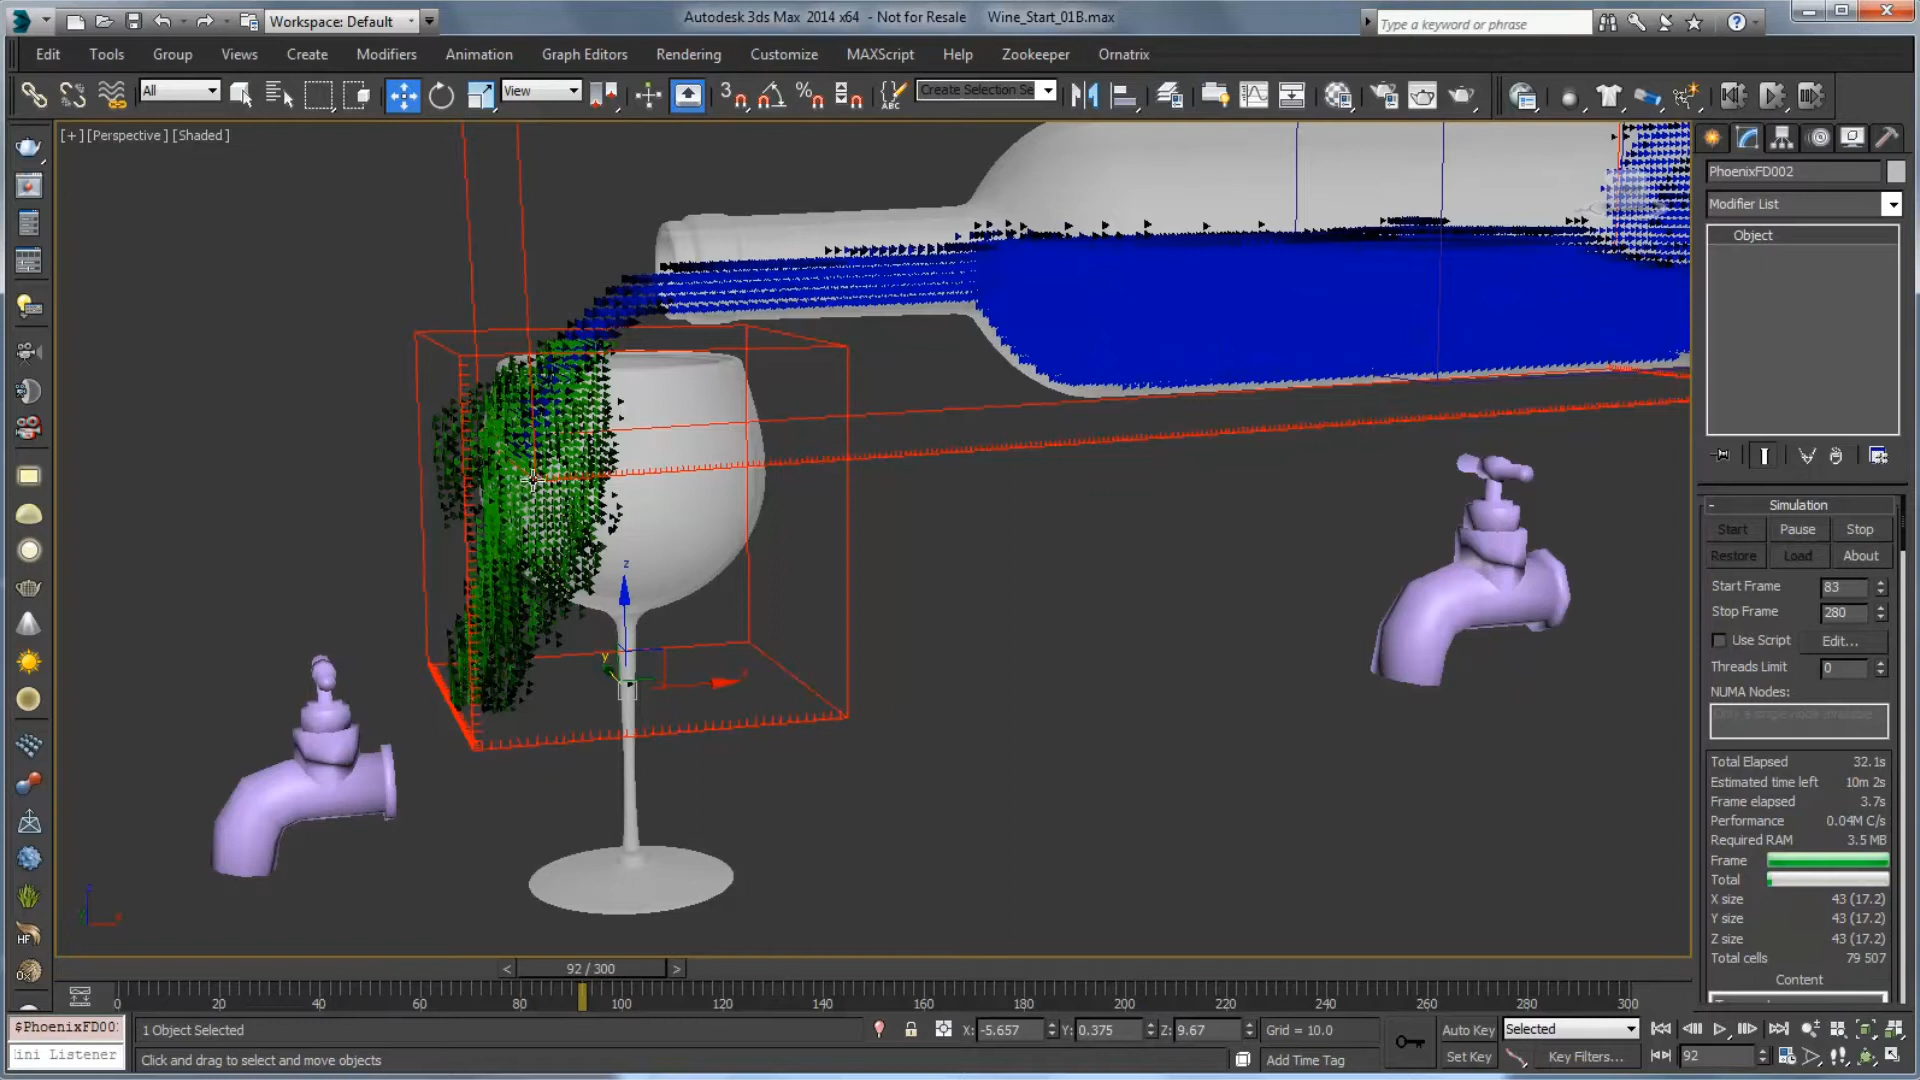 Workspace: Default
Autodesk 3ds Max 2014 x64 - Not for Resale Wine_Start_01B.max
Type a keyword or phrase
Edit Tools Group Views Create Modifiers Animation Graph Editors Rendering Customize MAXScript Help Zookeeper Ornatrix
All
View
3
%
ABC
Create Selection Se
[+] [Perspective] [Shaded]
PhoenixFD002
Modifier List
Object
Simulation
Start Pause Stop
Restore Load About
Start Frame 83
Stop Frame 280
Use Script Edit...
Threads Limit 0
NUMA Nodes:
Total Elapsed 32.1s
Estimated time left 10m 2s
Frame elapsed 3.7s
Performance 0.04M C/s
Required RAM 3.5 MB
Frame
Total
X size 43 (17.2)
Y size 43 (17.2)
Z size 43 (17.2)
Total cells 79 507
Content
z
y
HF
< 92 / 300 >
0 20 40 60 80 100 120 140 160 180 200 220 240 260 280 300
$PhoenixFD00
1 Object Selected
X: -5.657 Y: 0.375 Z: 9.67 Grid = 10.0
Auto Key Selected
ini Listener
Click and drag to select and move objects
Add Time Tag
Set Key Key Filters... 92